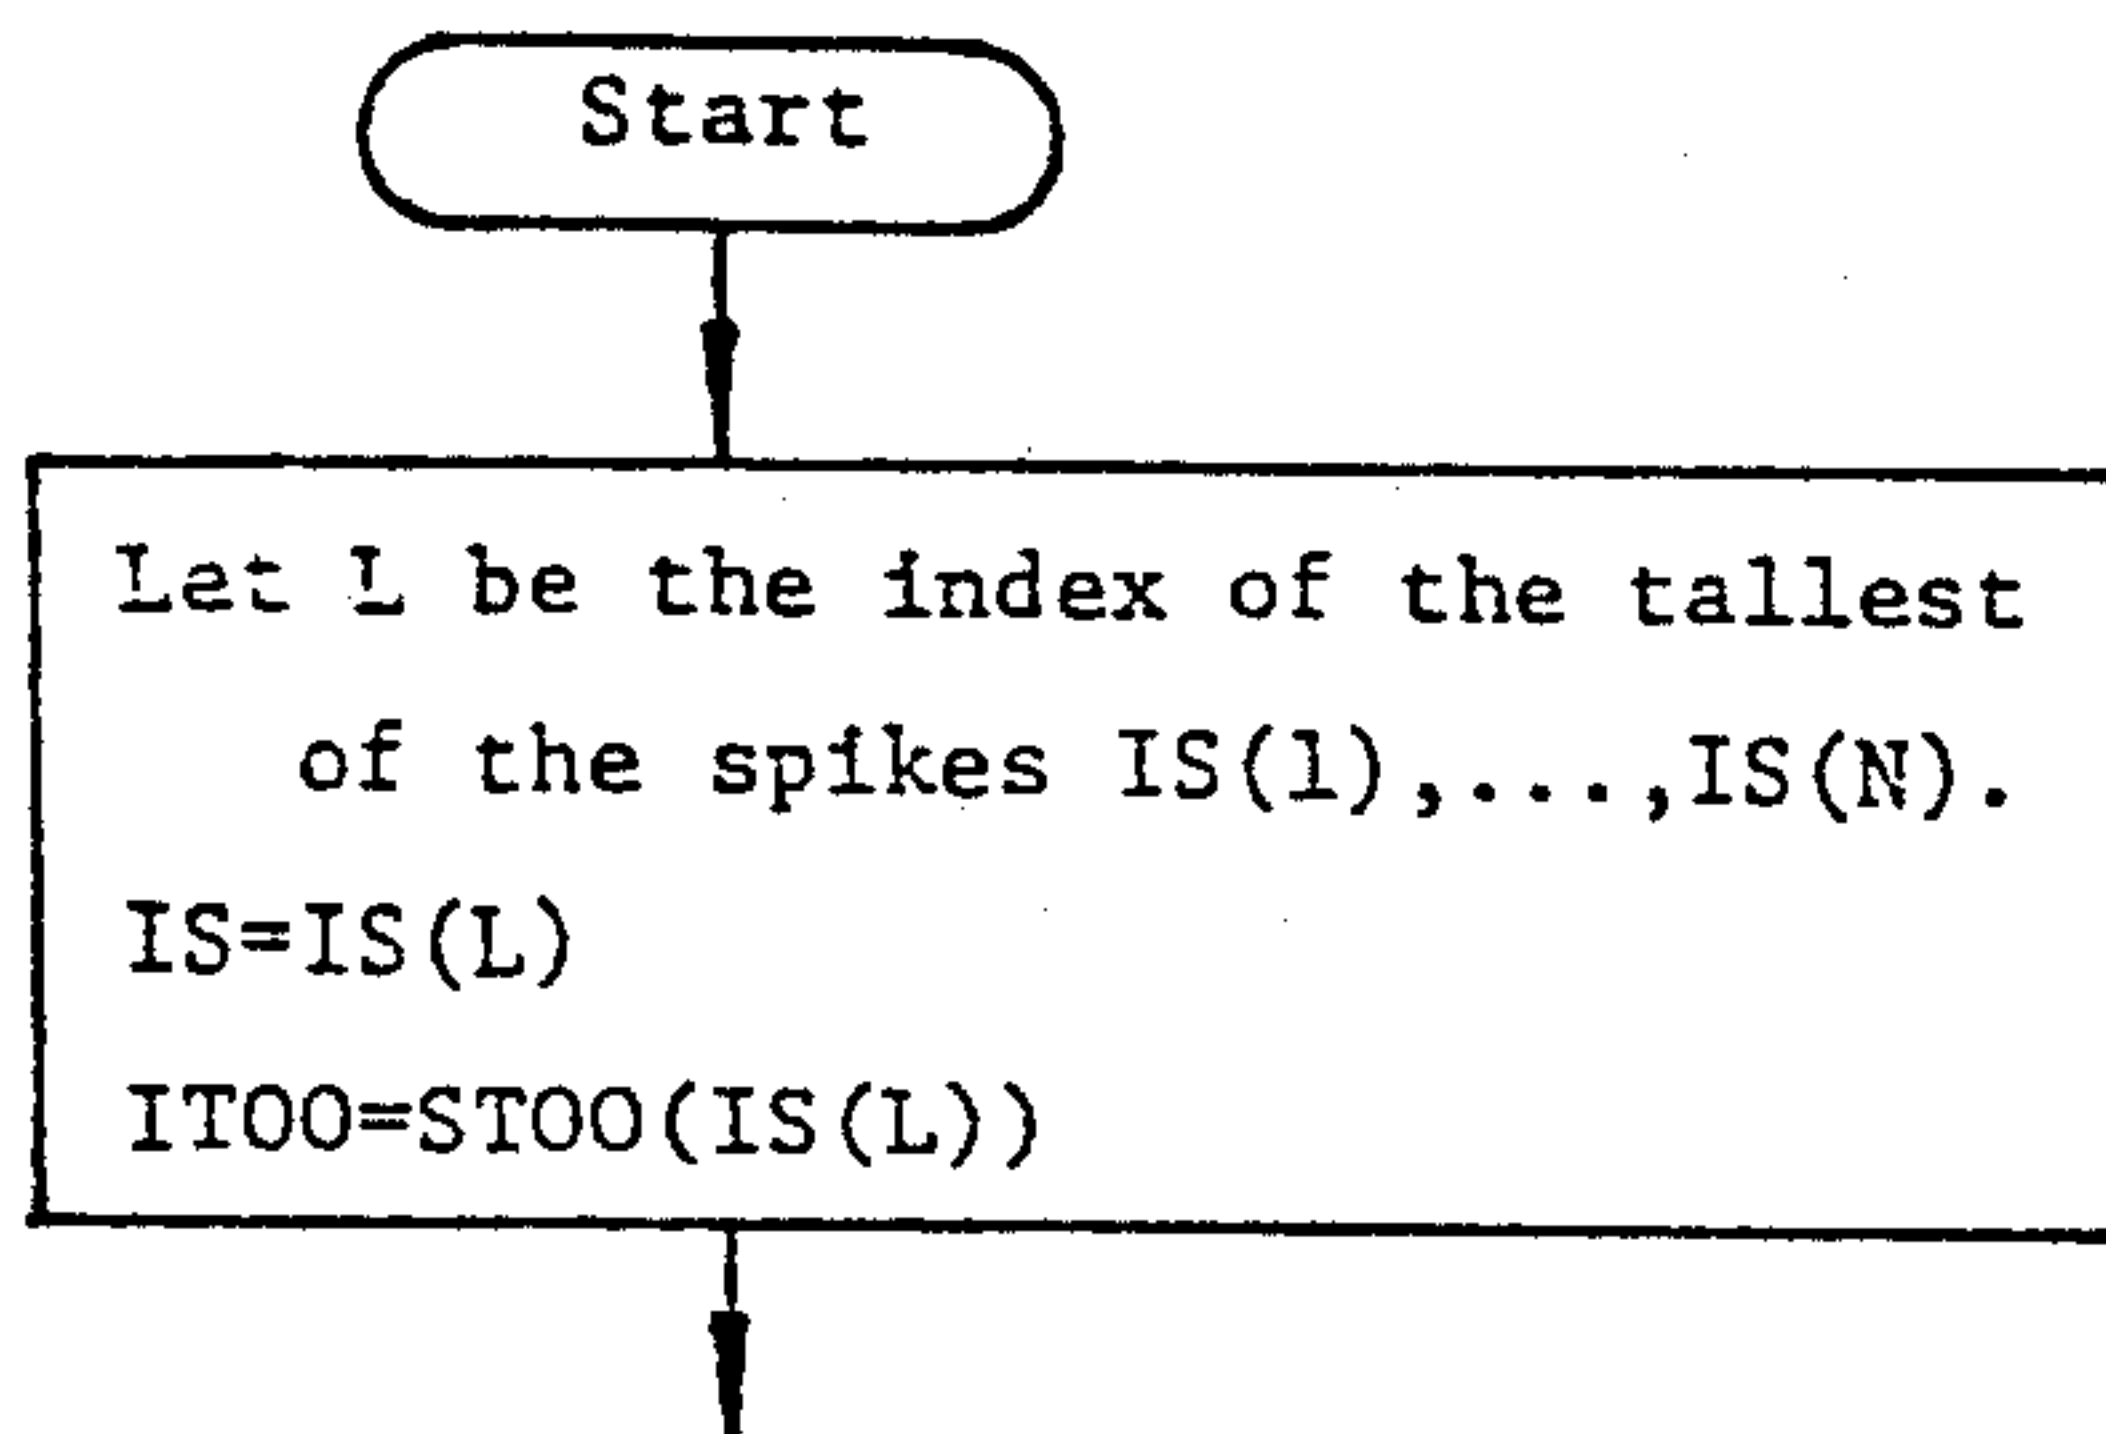 Start
Let L be the index of the tallest
of the spikes IS(1),...,IS(N).
IS=IS(L)
ITOO=STOO(IS(L))